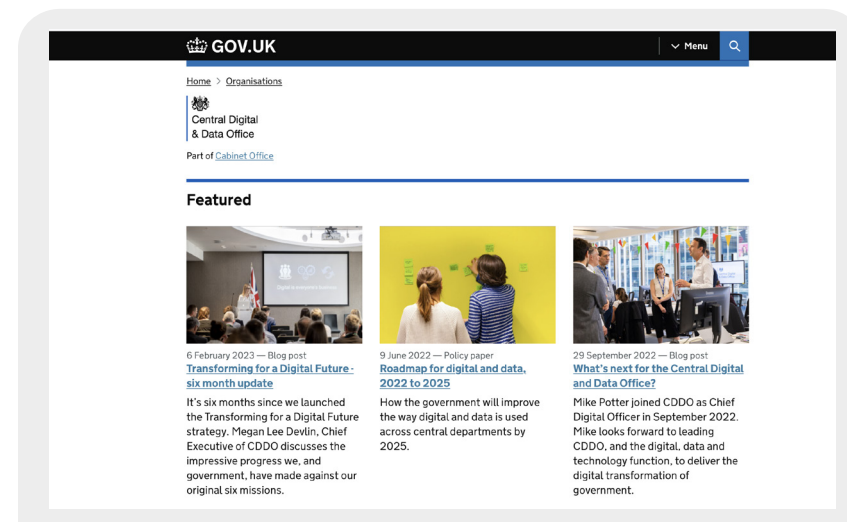 GOV.UK
Menu
Home > Organisations
Central Digital
& Data Office
Part of Cabinet Office
Featured
6 February 2023 — Blog post
Transforming for a Digital Future -
six month update
It's six months since we launched
the Transforming for a Digital Future
strategy. Megan Lee Devlin, Chief
Executive of CDDO discusses the
impressive progress we, and
government, have made against our
original six missions.
9 June 2022 — Policy paper
Roadmap for digital and data,
2022 to 2025
How the government will improve
the way digital and data is used
across central departments by
2025.
29 September 2022 — Blog post
What's next for the Central Digital
and Data Office?
Mike Potter joined CDDO as Chief
Digital Officer in September 2022.
Mike looks forward to leading
CDDO, and the digital, data and
technology function, to deliver the
digital transformation of
government.